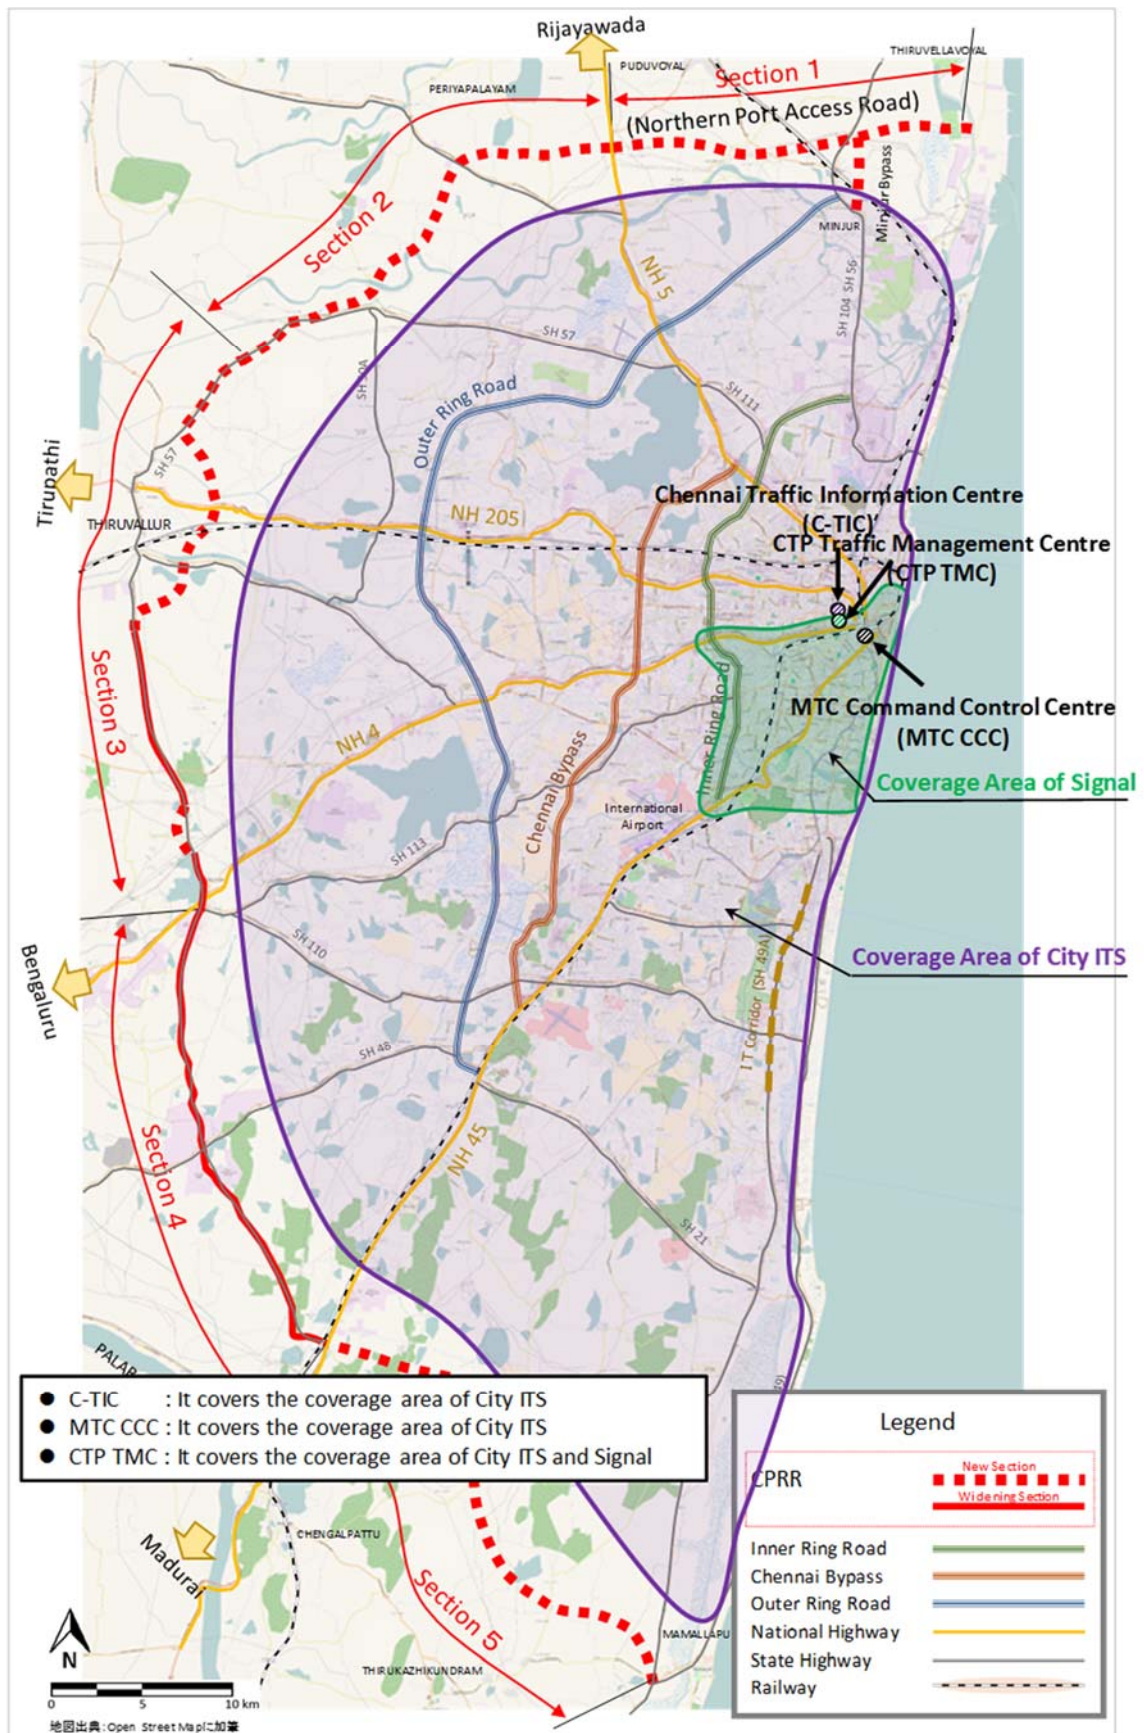 Rijayawada
THIRUVELLAVOYAL
PUDUVOYAL
Section 1
PERIYAPALAYAM
(Northern Port Access Road)
Minjur Bypass
Section 2
MINJUR
NH 5
SH 104 SH 56
SH 57
SH 50A
SH 111
Outer Ring Road
Tirupathi
SH 57
Chennai Traffic Information Centre
(C-TIC)
NH 205
THIRUVALLUR
CTP Traffic Management Centre
(CTP TMC)
Section 3
Inner Ring Road
MTC Command Control Centre
(MTC CCC)
NH 4
Chennai Bypass
Coverage Area of Signal
International
Airport
SH 113
Bengaluru
SH 110
Coverage Area of City ITS
IT Corridor (SH 49A)
SH 48
Section 4
NH 45
SH 21
PALAR
● C-TIC : It covers the coverage area of City ITS
● MTC CCC : It covers the coverage area of City ITS
● CTP TMC : It covers the coverage area of City ITS and Signal
Legend
CPRR
New Section
Widening Section
Inner Ring Road
Chennai Bypass
Outer Ring Road
National Highway
State Highway
Railway
CHENGALPATTU
Madurai
Section 5
MAMALLAPU
THIRUKAZHIKUNDRAM
N
0 5 10 km
地図出典:Open Street Mapに加筆